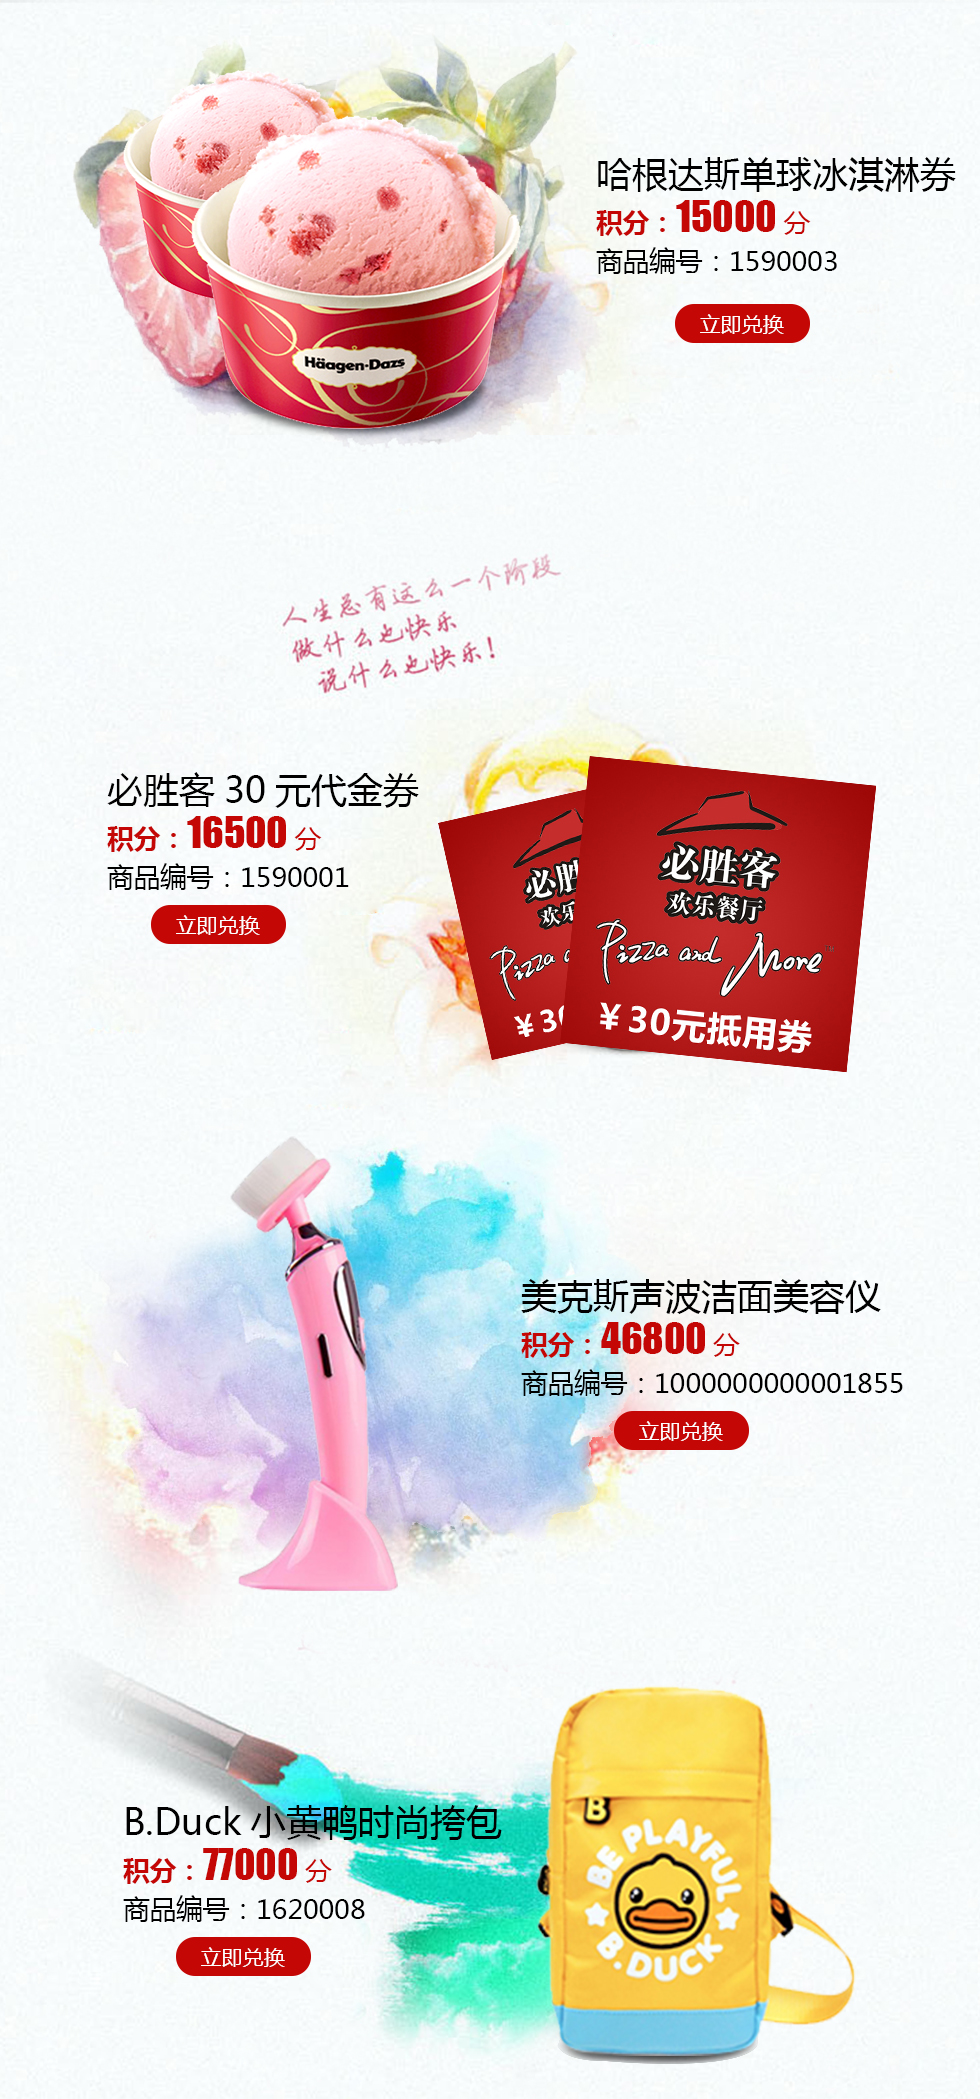 哈根达斯单球冰淇淋券
积分：15000 分
商品编号：1590003
立即兑换
Häagen-Dazs
人生总有这么一个阶段
做什么也快乐
说什么也快乐！
必胜客 30 元代金券
积分：16500 分
商品编号：1590001
立即兑换
必胜
欢乐
Pizza a
￥30
必胜客
欢乐餐厅
Pizza and More
￥30元抵用券
美克斯声波洁面美容仪
积分：46800 分
商品编号：1000000000001855
立即兑换
B.Duck 小黄鸭时尚挎包
积分：77000 分
商品编号：1620008
立即兑换
B
BE PLAYFUL
B.DUCK